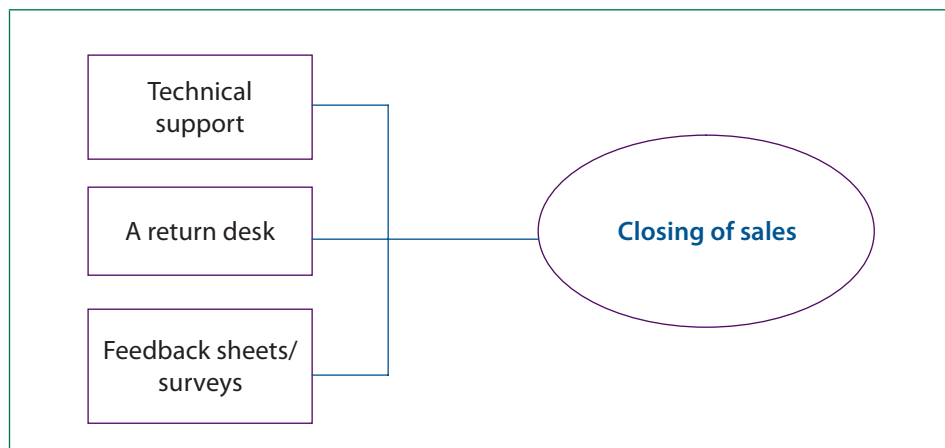 Technical
support
A return desk
Closing of sales
Feedback sheets/
surveys